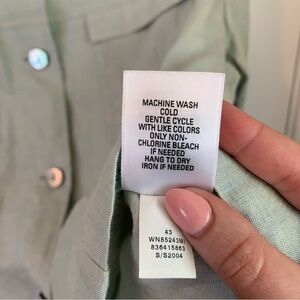 MACHINE WASH
COLD
GENTLE CYCLE
WITH LIKE COLORS
ONLY NON-
CHLORINE BLEACH
IF NEEDED
HANG TO DRY
IRON IF NEEDED
43
836415863
S/S2004